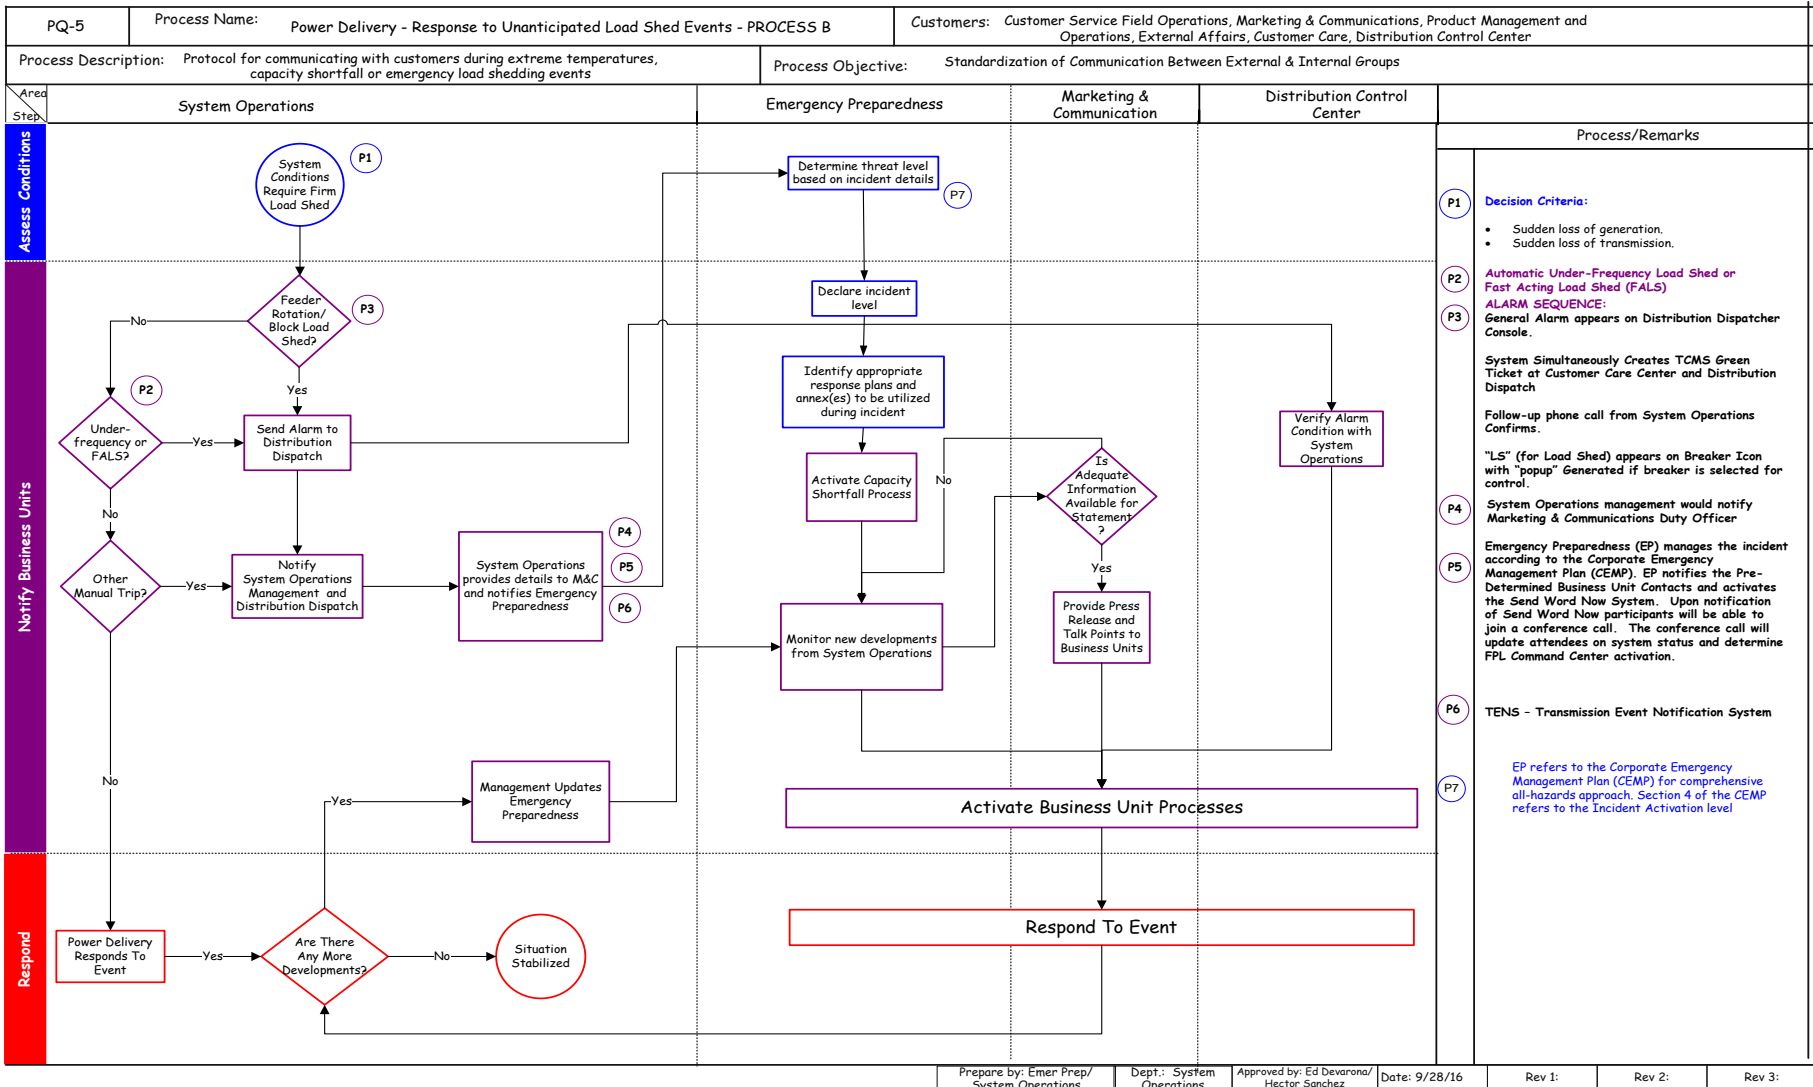 PQ-5
Process Name:
Power Delivery - Response to Unanticipated Load Shed Events - PROCESS B
Customers:
Customer Service Field Operations, Marketing & Communications, Product Management and
Operations, External Affairs, Customer Care, Distribution Control Center
Process Description:
Protocol for communicating with customers during extreme temperatures,
capacity shortfall or emergency load shedding events
Process Objective:
Standardization of Communication Between External & Internal Groups
Area
Step
System Operations
Emergency Preparedness
Marketing &
Communication
Distribution Control
Center
Process/Remarks
Assess Conditions
System
Conditions
Require Firm
Load Shed
P1
Determine threat level
based on incident details
P7
Notify Business Units
Feeder
Rotation/
Block Load
Shed?
P3
No
Yes
P2
Under-
frequency or
FALS?
Yes
Send Alarm to
Distribution
Dispatch
No
Other
Manual Trip?
Yes
Notify
System Operations
Management and
Distribution Dispatch
System Operations
provides details to M&C
and notifies Emergency
Preparedness
P4
P5
P6
No
Declare incident
level
Identify appropriate
response plans and
annex(es) to be utilized
during incident
Activate Capacity
Shortfall Process
No
Is
Adequate
Information
Available for
Statement
?
Yes
Provide Press
Release and
Talk Points to
Business Units
Verify Alarm
Condition with
System
Operations
Monitor new developments
from System Operations
Yes
Management Updates
Emergency
Preparedness
Activate Business Unit Processes
Respond
Power Delivery
Responds To
Event
Yes
Are There
Any More
Developments?
No
Situation
Stabilized
Respond To Event
P1
Decision Criteria:
• Sudden loss of generation.
• Sudden loss of transmission.
P2
Automatic Under-Frequency Load Shed or
Fast Acting Load Shed (FALS)
ALARM SEQUENCE:
P3
General Alarm appears on Distribution Dispatcher
Console.
System Simultaneously Creates TCMS Green
Ticket at Customer Care Center and Distribution
Dispatch
Follow-up phone call from System Operations
Confirms.
“LS” (for Load Shed) appears on Breaker Icon
with “popup” Generated if breaker is selected for
control.
P4
System Operations management would notify
Marketing & Communications Duty Officer
P5
Emergency Preparedness (EP) manages the incident
according to the Corporate Emergency
Management Plan (CEMP). EP notifies the Pre-
Determined Business Unit Contacts and activates
the Send Word Now System. Upon notification
of Send Word Now participants will be able to
join a conference call. The conference call will
update attendees on system status and determine
FPL Command Center activation.
P6
TENS – Transmission Event Notification System
P7
EP refers to the Corporate Emergency
Management Plan (CEMP) for comprehensive
all-hazards approach. Section 4 of the CEMP
refers to the Incident Activation level
Prepare by: Emer Prep/
System Operations
Dept.: System
Operations
Approved by: Ed Devarona/
Hector Sanchez
Date: 9/28/16
Rev 1:
Rev 2:
Rev 3: